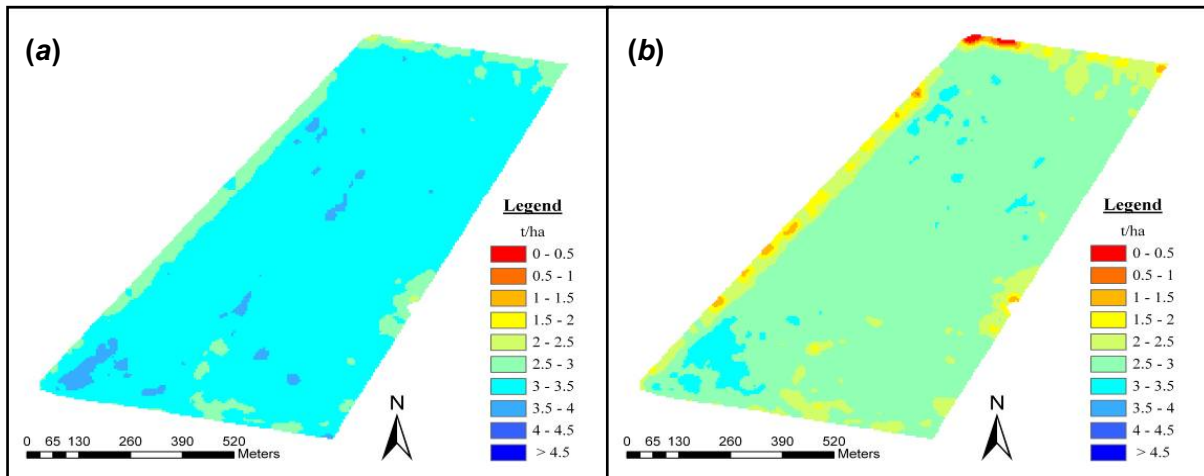 (a)
Legend
t/ha
0 - 0.5
0.5 - 1
1 - 1.5
1.5 - 2
2 - 2.5
2.5 - 3
3 - 3.5
3.5 - 4
4 - 4.5
> 4.5
N
0 65 130 260 390 520
Meters
(b)
Legend
t/ha
0 - 0.5
0.5 - 1
1 - 1.5
1.5 - 2
2 - 2.5
2.5 - 3
3 - 3.5
3.5 - 4
4 - 4.5
> 4.5
N
0 65 130 260 390 520
Meters